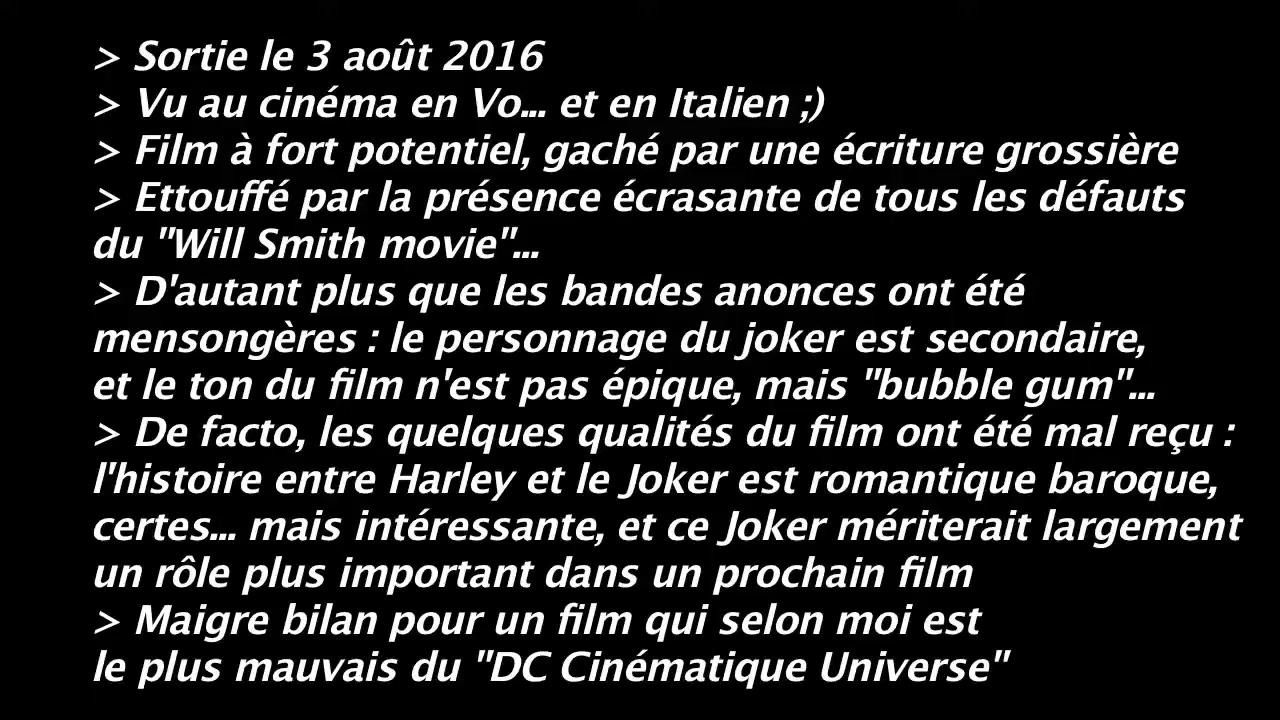 > Sortie le 3 août 2016
> Vu au cinéma en Vo... et en Italien ;)
> Film à fort potentiel, gaché par une écriture grossière
> Ettouffé par la présence écrasante de tous les défauts
du "Will Smith movie"...
> D'autant plus que les bandes anonces ont été
mensongères : le personnage du joker est secondaire,
et le ton du film n'est pas épique, mais "bubble gum"...
> De facto, les quelques qualités du film ont été mal reçu :
l'histoire entre Harley et le Joker est romantique baroque,
certes... mais intéressante, et ce Joker mériterait largement
un rôle plus important dans un prochain film
> Maigre bilan pour un film qui selon moi est
le plus mauvais du "DC Cinématique Universe"